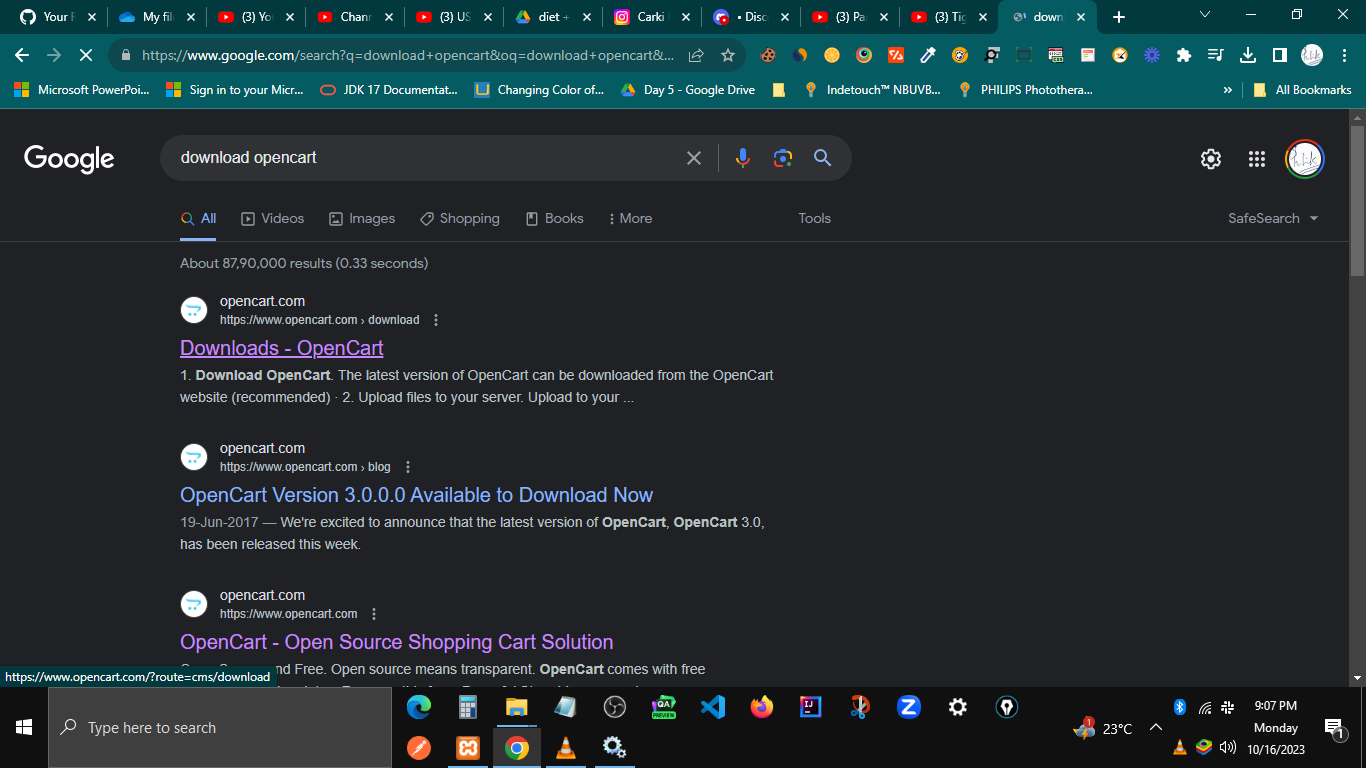 Your R
My file
(3) Yo
Chann
(3) US
diet +
Carki
• Disc
(3) Pa
(3) Tig
down
https://www.google.com/search?q=download+opencart&oq=download+opencart&...
Microsoft PowerPoi...
Sign in to your Micr...
JDK 17 Documentat...
Changing Color of...
Day 5 - Google Drive
Indetouch™ NBUVB...
PHILIPS Photothera...
»
All Bookmarks
Google
download opencart
All
Videos
Images
Shopping
Books
More
Tools
SafeSearch
About 87,90,000 results (0.33 seconds)
opencart.com
https://www.opencart.com › download
Downloads - OpenCart
1. Download OpenCart. The latest version of OpenCart can be downloaded from the OpenCart
website (recommended) · 2. Upload files to your server. Upload to your ...
opencart.com
https://www.opencart.com › blog
OpenCart Version 3.0.0.0 Available to Download Now
19-Jun-2017 — We're excited to announce that the latest version of OpenCart, OpenCart 3.0,
has been released this week.
opencart.com
https://www.opencart.com
OpenCart - Open Source Shopping Cart Solution
Free. Open source means transparent. OpenCart comes with free
https://www.opencart.com/?route=cms/download
Type here to search
QA
PREVIEW
IJ
1
23°C
9:07 PM
Monday
10/16/2023
1